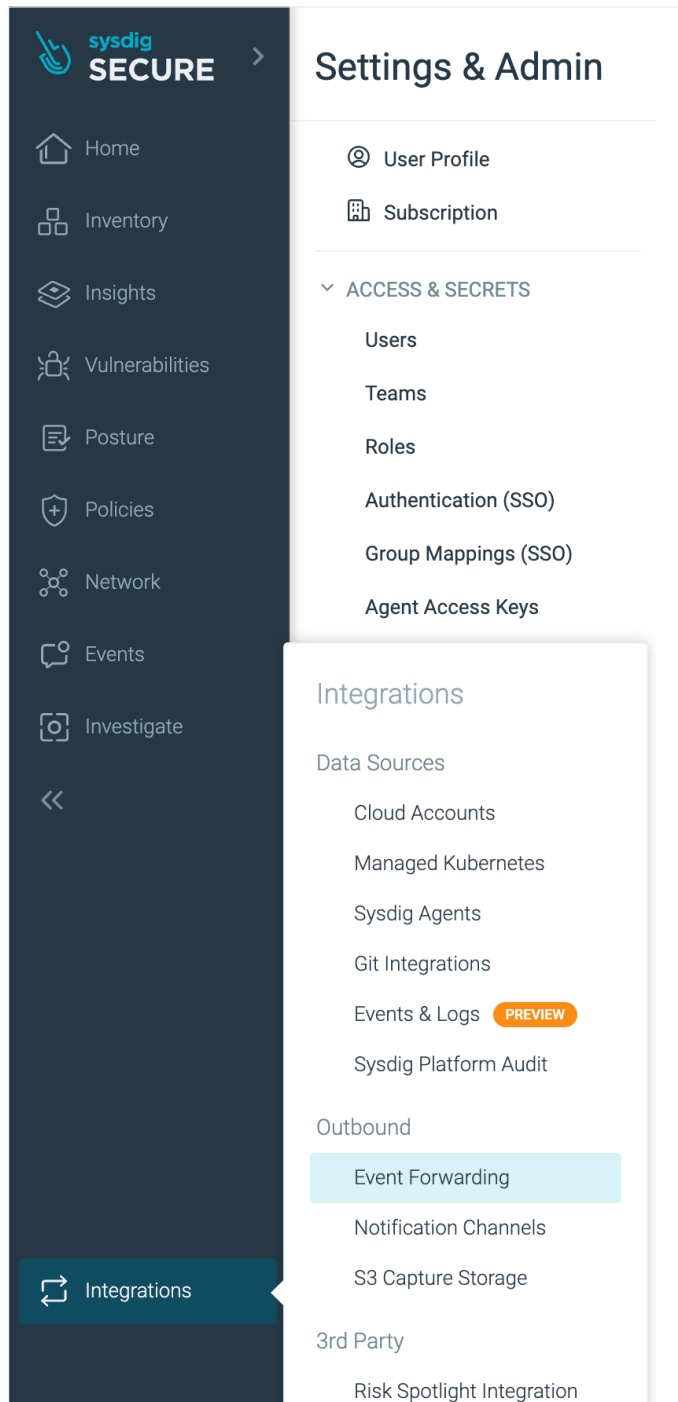 sysdig
SECURE
Home
Inventory
Insights
Vulnerabilities
Posture
Policies
Network
Events
Investigate
Integrations
Settings & Admin
User Profile
Subscription
ACCESS & SECRETS
Users
Teams
Roles
Authentication (SSO)
Group Mappings (SSO)
Agent Access Keys
Integrations
Data Sources
Cloud Accounts
Managed Kubernetes
Sysdig Agents
Git Integrations
Events & Logs PREVIEW
Sysdig Platform Audit
Outbound
Event Forwarding
Notification Channels
S3 Capture Storage
3rd Party
Risk Spotlight Integration